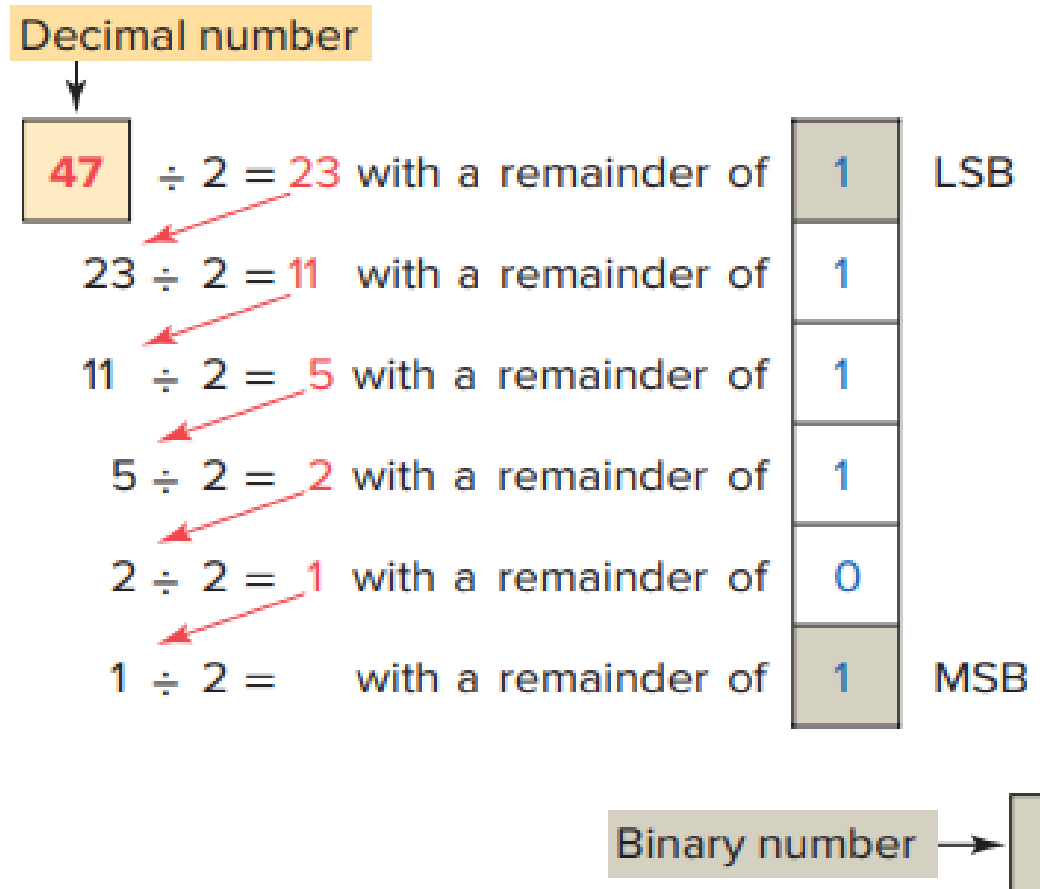 Decimal number
47 ÷ 2 = 23 with a remainder of 1 LSB
23 ÷ 2 = 11 with a remainder of 1
11 ÷ 2 = 5 with a remainder of 1
5 ÷ 2 = 2 with a remainder of 1
2 ÷ 2 = 1 with a remainder of 0
1 ÷ 2 = with a remainder of 1 MSB
Binary number